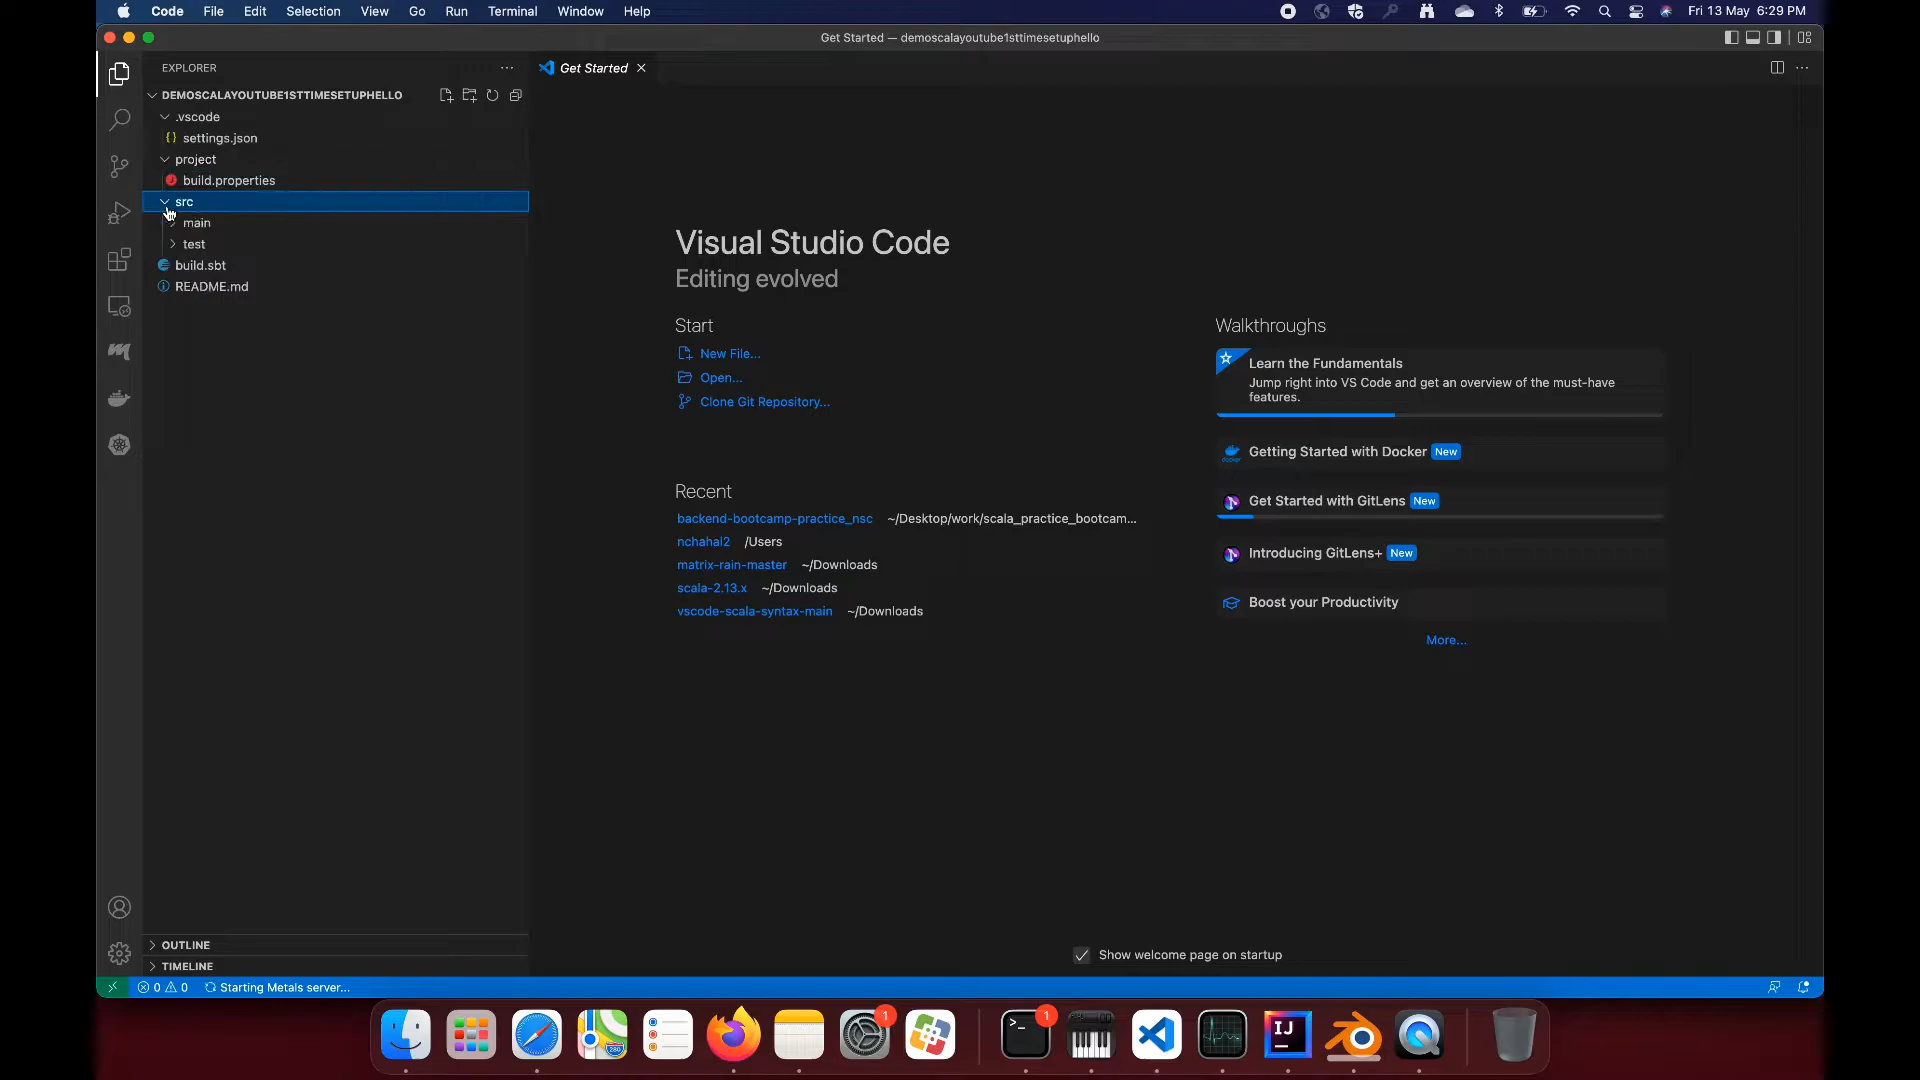 Code File Edit Selection View Go Run Terminal Window Help Fri 13 May 6:29 PM
Get Started — demoscalayoutube1sttimesetuphello
EXPLORER
Get Started
DEMOSCALAYOUTUBE1STTIMESETUPHELLO
.vscode
settings.json
project
build.properties
src
main
test
build.sbt
README.md
Visual Studio Code
Editing evolved
Start
New File...
Open...
Clone Git Repository...
Recent
backend-bootcamp-practice_nsc ~/Desktop/work/scala_practice_bootcam...
nchahal2 /Users
matrix-rain-master ~/Downloads
scala-2.13.x ~/Downloads
vscode-scala-syntax-main ~/Downloads
Walkthroughs
Learn the Fundamentals
Jump right into VS Code and get an overview of the must-have
features.
Getting Started with Docker New
Get Started with GitLens New
Introducing GitLens+ New
Boost your Productivity
More...
Show welcome page on startup
OUTLINE
TIMELINE
0 0 Starting Metals server...
280
1
1
IJ